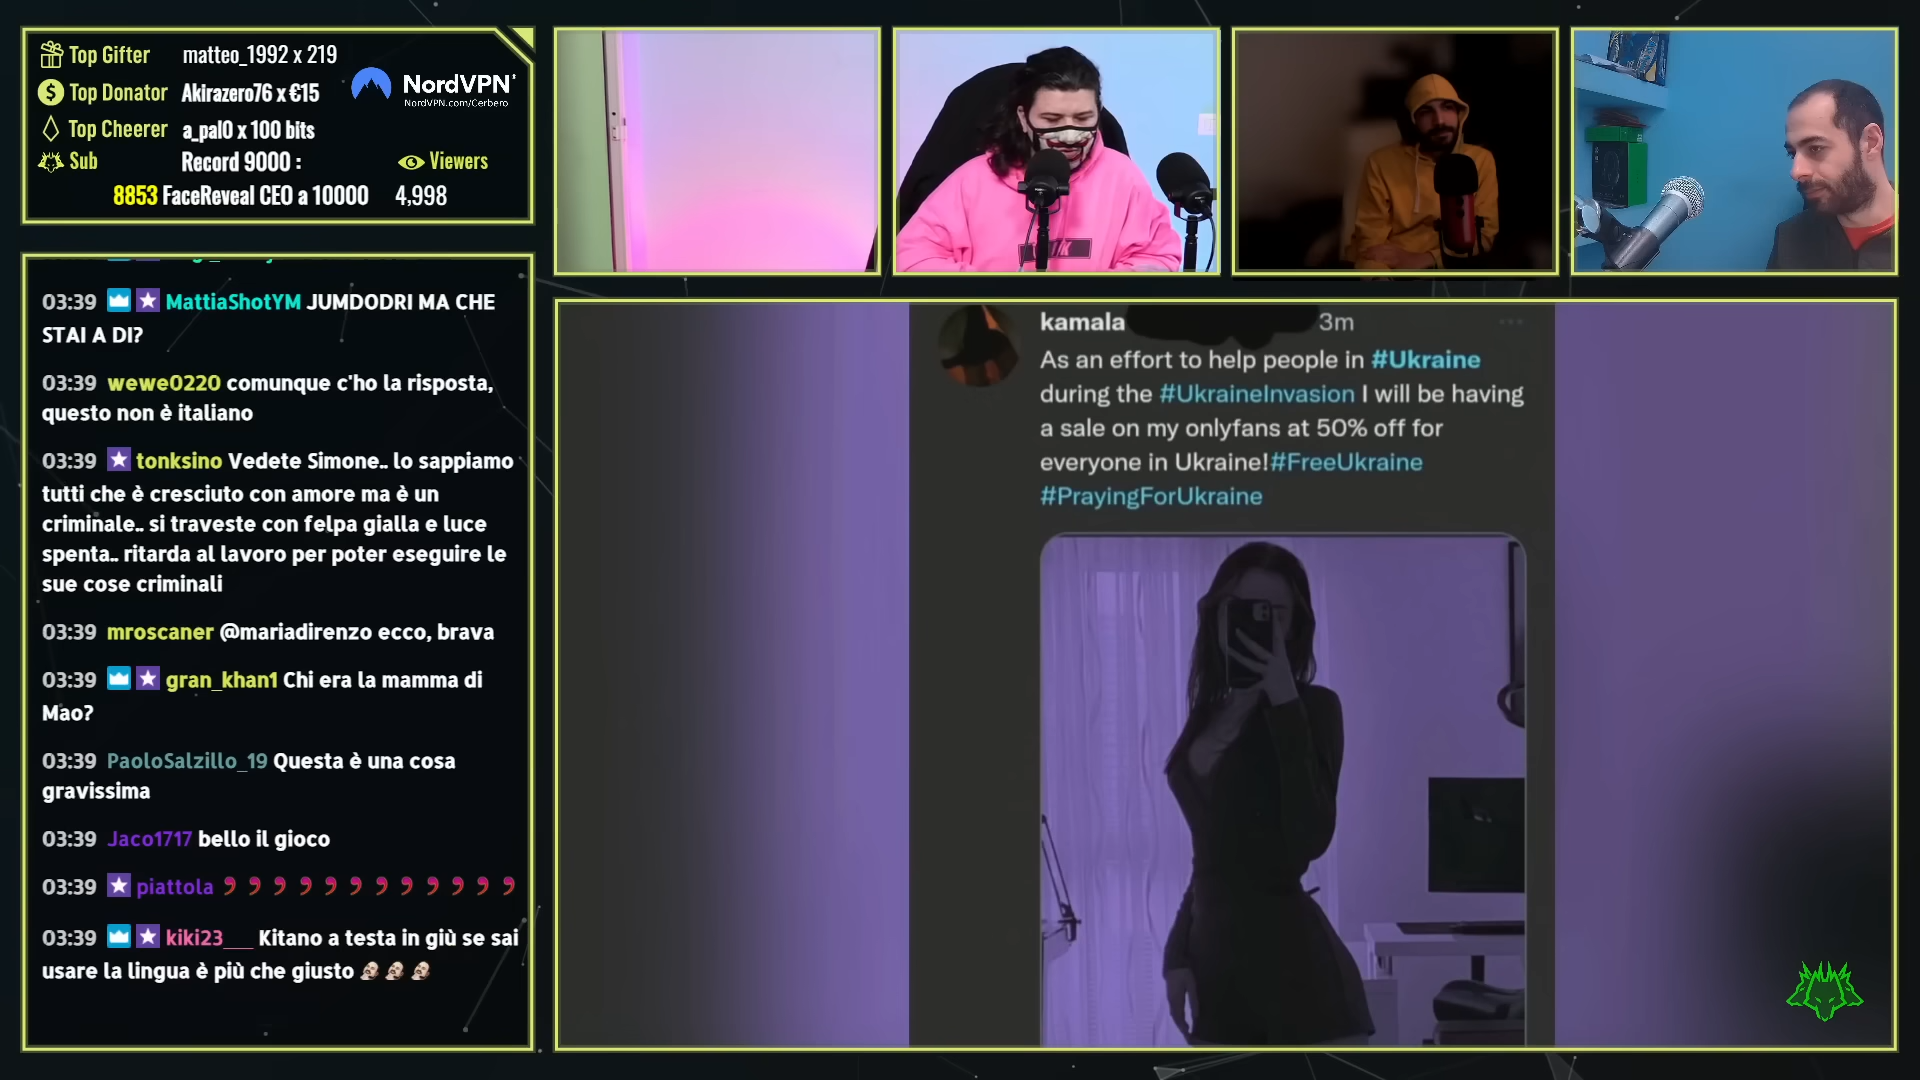 Top Gifter matteo_1992 x 219
Top Donator Akirazero76 x €15
Top Cheerer a_pal0 x 100 bits
Sub Record 9000 : Viewers
8853 FaceReveal CEO a 10000 4,998
NordVPN
NordVPN.com/Cerbero
03:39 MattiaShotYM JUMDODRI MA CHE
STAI A DI?
03:39 wewe0220 comunque c'ho la risposta,
questo non è italiano
03:39 tonksino Vedete Simone.. lo sappiamo
tutti che è cresciuto con amore ma è un
criminale.. si traveste con felpa gialla e luce
spenta.. ritarda al lavoro per poter eseguire le
sue cose criminali
03:39 mroscaner @mariadirenzo ecco, brava
03:39 gran_khan1 Chi era la mamma di
Mao?
03:39 PaoloSalzillo_19 Questa è una cosa
gravissima
03:39 Jaco1717 bello il gioco
03:39 piattola
03:39 kiki23___ Kitano a testa in giù se sai
usare la lingua è più che giusto
kamala 3m
As an effort to help people in #Ukraine
during the #UkraineInvasion I will be having
a sale on my onlyfans at 50% off for
everyone in Ukraine!#FreeUkraine
#PrayingForUkraine